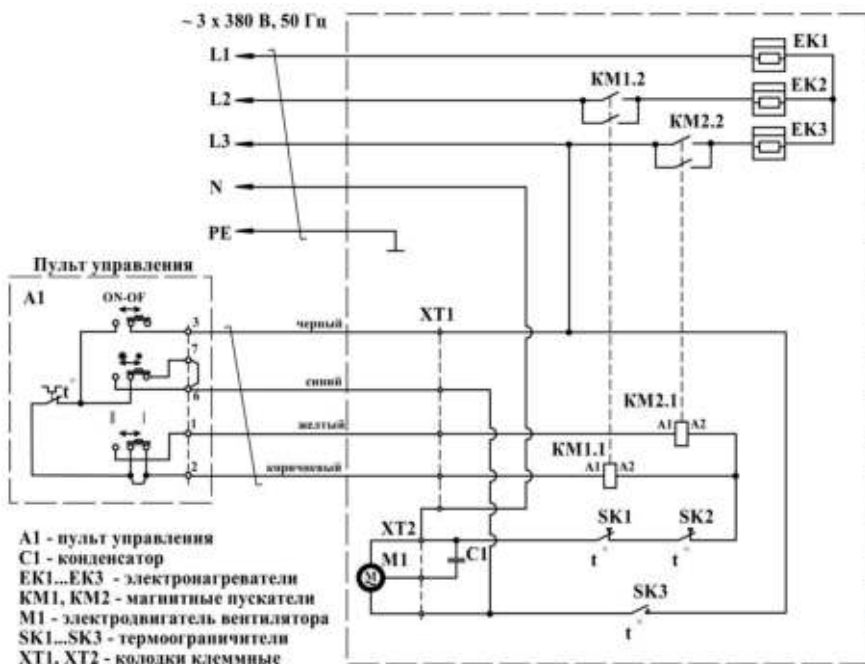 ~ 3 x 380 В, 50 Гц
L1
L2
L3
N
PE
EK1
EK2
EK3
KM1.2
KM2.2
Пульт управления
A1
ON-OF
t°
3
7
6
1
2
черный
синий
желтый
коричневый
XT1
KM2.1
A1 A2
KM1.1
A1 A2
XT2
M1
M
C1
SK1
t°
SK2
t°
SK3
t°
A1 - пульт управления
C1 - конденсатор
EK1...EK3 - электронагреватели
KM1, KM2 - магнитные пускатели
M1 - электродвигатель вентилятора
SK1...SK3 - термоограничители
XT1, XT2 - колодки клеммные